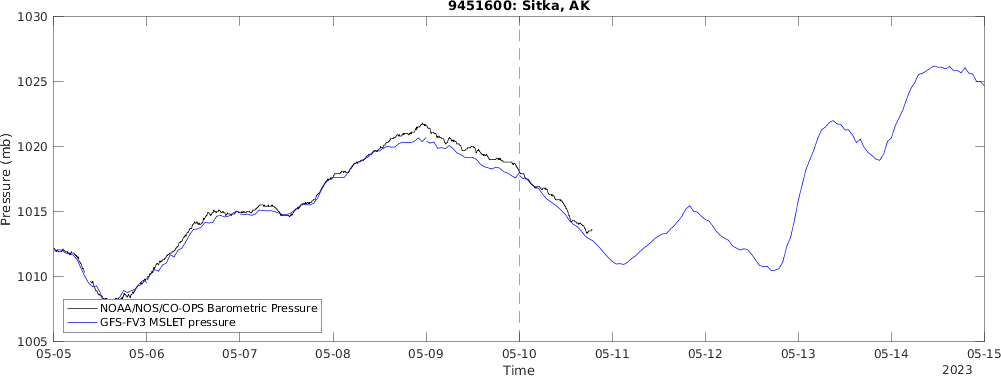 9451600: Sitka, AK
Pressure (mb)
1030
1025
1020
1015
1010
1005
NOAA/NOS/CO-OPS Barometric Pressure
GFS-FV3 MSLET pressure
05-05 05-06 05-07 05-08 05-09 05-10 05-11 05-12 05-13 05-14 05-15
Time
2023